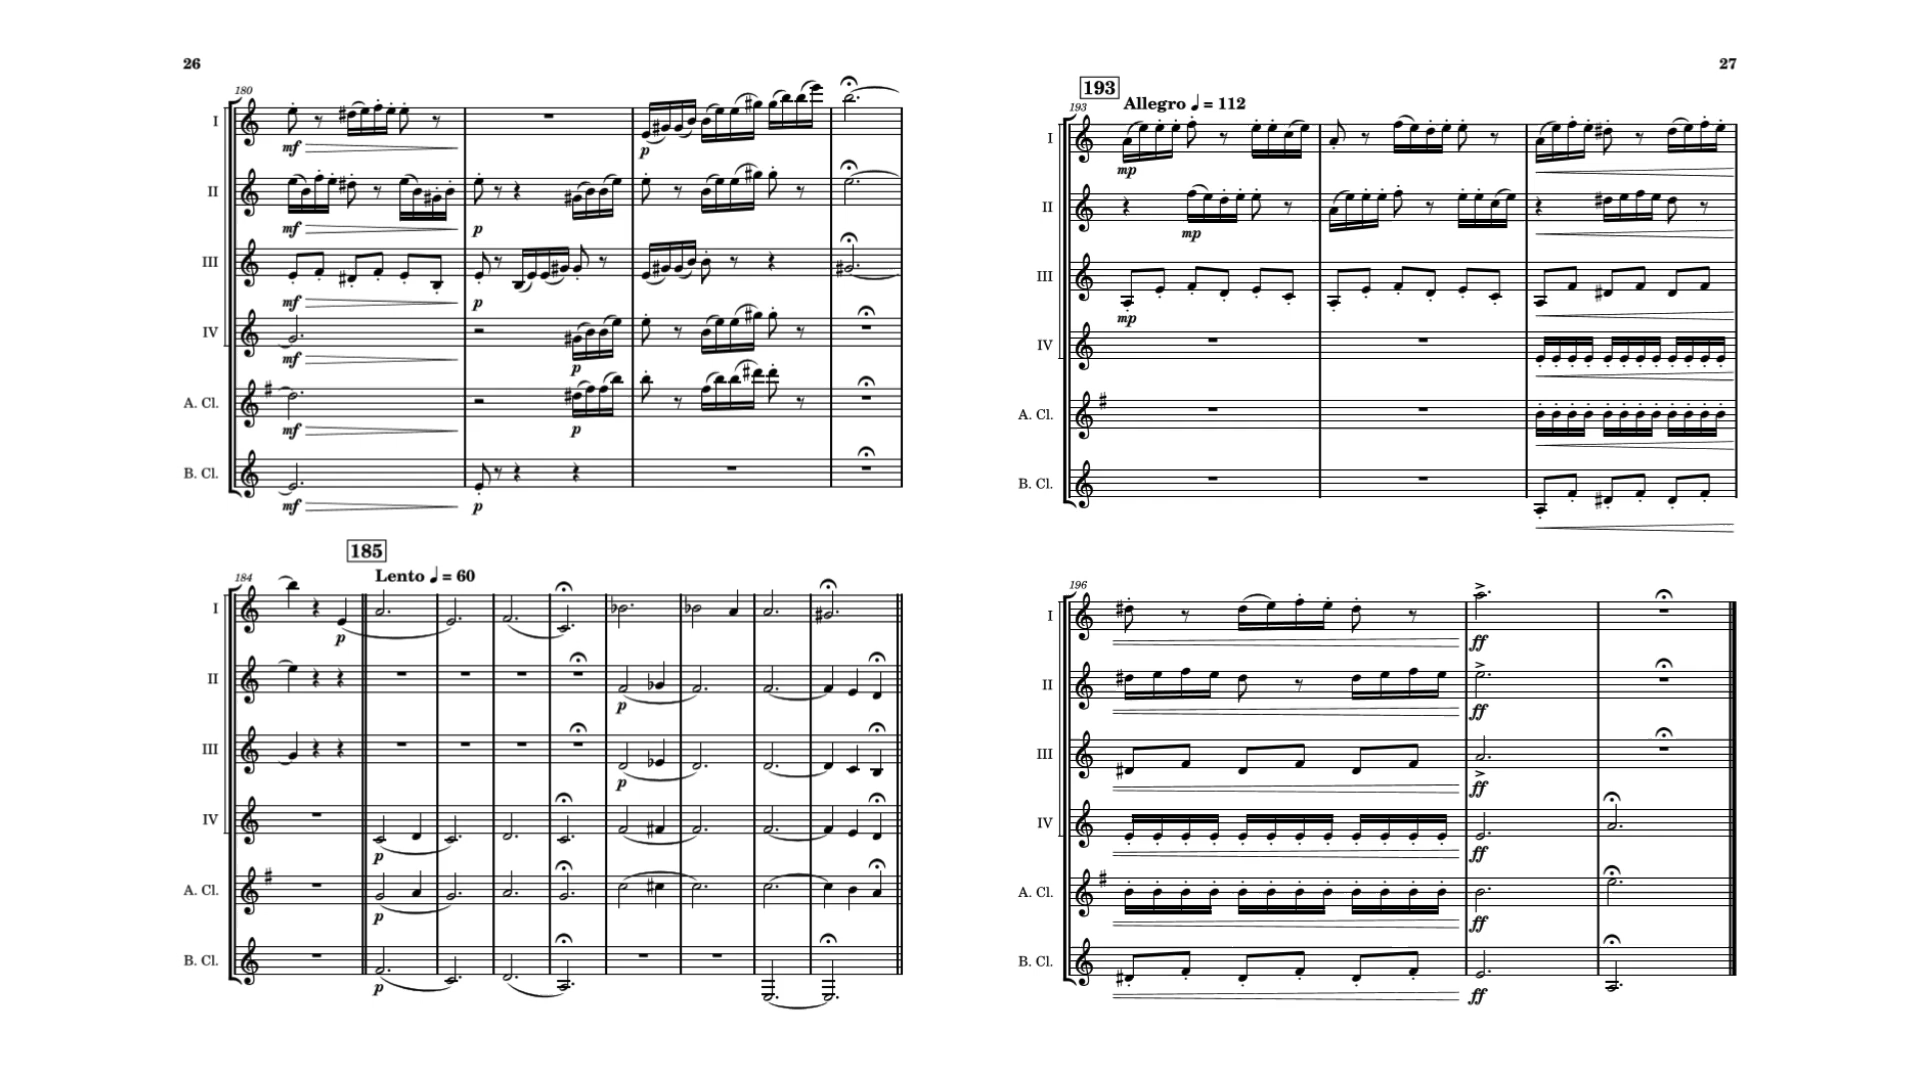 26
180
I
mf
p
II
mf
p
III
mf
p
IV
mf
p
A. Cl.
mf
p
B. Cl.
mf
p
185
184
Lento ♩ = 60
I
p
II
p
III
p
IV
p
A. Cl.
p
B. Cl.
p
27
193
193
Allegro ♩ = 112
I
mp
II
mp
III
mp
IV
A. Cl.
B. Cl.
196
I
ff
II
ff
III
ff
IV
ff
A. Cl.
ff
B. Cl.
ff